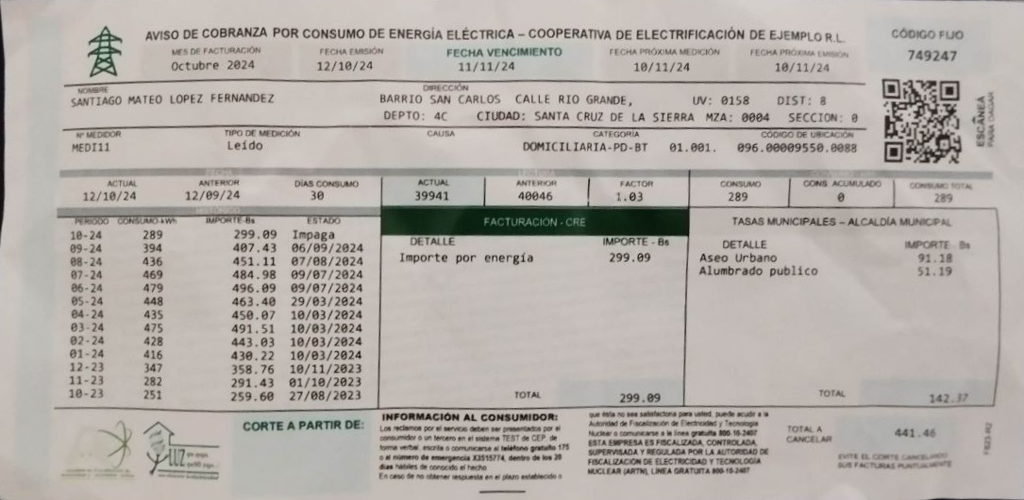 AVISO DE COBRANZA POR CONSUMO DE ENERGÍA ELÉCTRICA – COOPERATIVA DE ELECTRIFICACIÓN DE EJEMPLO R.L.
CÓDIGO FIJO
749247
MES DE FACTURACIÓN FECHA EMISIÓN FECHA VENCIMIENTO FECHA PRÓXIMA MEDICIÓN FECHA PRÓXIMA EMISIÓN
Octubre 2024 12/10/24 11/11/24 10/11/24 10/11/24
NOMBRE DIRECCIÓN
SANTIAGO MATEO LOPEZ FERNANDEZ BARRIO SAN CARLOS CALLE RIO GRANDE, UV: 0158 DIST: 8
DEPTO: 4C CIUDAD: SANTA CRUZ DE LA SIERRA MZA: 0004 SECCION: 0
ESCÁNEA
PARA PAGAR
Nº MEDIDOR TIPO DE MEDICIÓN CAUSA CATEGORÍA CÓDIGO DE UBICACIÓN
MEDI11 Leído DOMICILIARIA-PD-BT 01.001. 096.00009550.0088
ACTUAL ANTERIOR DÍAS CONSUMO ACTUAL ANTERIOR FACTOR CONSUMO CONS. ACUMULADO CONSUMO TOTAL
12/10/24 12/09/24 30 39941 40046 1.03 289 0 289
PERIODO CONSUMO-kWh IMPORTE-Bs ESTADO
10-24 289 299.09 Impaga
09-24 394 407.43 06/09/2024
08-24 436 451.11 07/08/2024
07-24 469 484.98 09/07/2024
06-24 479 496.09 09/07/2024
05-24 448 463.40 29/03/2024
04-24 435 450.07 10/03/2024
03-24 475 491.51 10/03/2024
02-24 428 443.03 10/03/2024
01-24 416 430.22 10/03/2024
12-23 347 358.76 10/11/2023
11-23 282 291.43 01/10/2023
10-23 251 259.60 27/08/2023
FACTURACIÓN - CRE
DETALLE IMPORTE - Bs
Importe por energía 299.09
TOTAL 299.09
TASAS MUNICIPALES – ALCALDÍA MUNICIPAL
DETALLE IMPORTE - Bs
Aseo Urbano 91.18
Alumbrado publico 51.19
TOTAL 142.37
LUZ
CORTE A PARTIR DE:
INFORMACIÓN AL CONSUMIDOR:
Los reclamos por el servicio deben ser presentados por el
consumidor o un tercero en el sistema TEST de CEP, de
forma verbal, escrita o comunicarse al teléfono gratuito 175
o al número de emergencia X3515774, dentro de los 20
días hábiles de conocido el hecho
En caso de no obtener respuesta en el plazo establecido o
que ésta no sea satisfactoria para usted, puede acudir a la
Autoridad de Fiscalización de Electricidad y Tecnología
Nuclear o comunicarse a la línea gratuita 800-10-2407
ESTA EMPRESA ES FISCALIZADA, CONTROLADA,
SUPERVISADA Y REGULADA POR LA AUTORIDAD DE
FISCALIZACIÓN DE ELECTRICIDAD Y TECNOLOGÍA
NUCLEAR (AETN), LÍNEA GRATUITA 800-10-2407
TOTAL A
CANCELAR
441.46
EVITE EL CORTE CANCELANDO
SUS FACTURAS PUNTUALMENTE